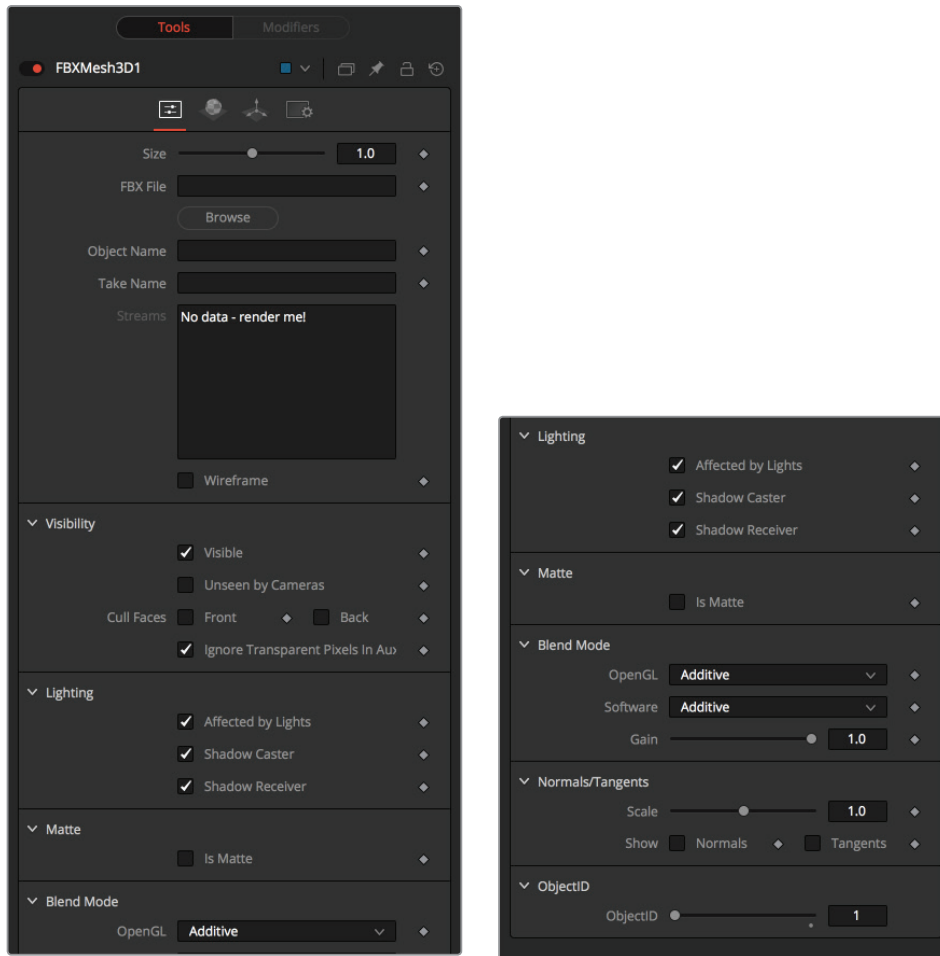 Tools Modifiers
FBXMesh3D1
Size 1.0
FBX File
Browse
Object Name
Take Name
Streams No data - render me!
Wireframe
Visibility
Visible
Unseen by Cameras
Cull Faces Front Back
Ignore Transparent Pixels In Aux
Lighting
Affected by Lights
Shadow Caster
Shadow Receiver
Matte
Is Matte
Blend Mode
OpenGL Additive
Lighting
Affected by Lights
Shadow Caster
Shadow Receiver
Matte
Is Matte
Blend Mode
OpenGL Additive
Software Additive
Gain 1.0
Normals/Tangents
Scale 1.0
Show Normals Tangents
ObjectID
ObjectID 1